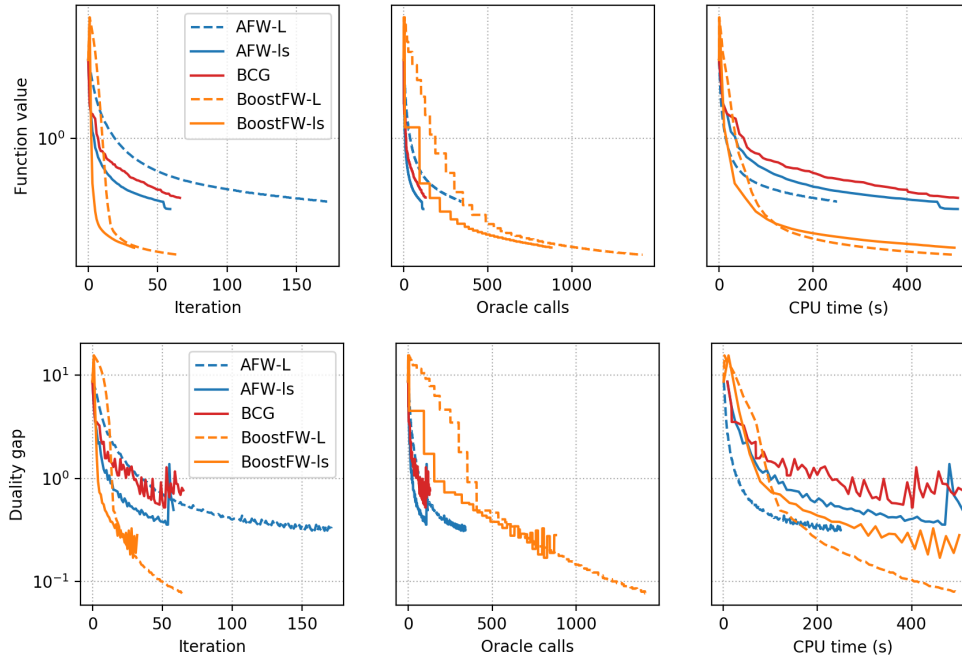 Function value
10⁰
AFW-L
AFW-ls
BCG
BoostFW-L
BoostFW-ls
0 50 100 150
Iteration
0 500 1000
Oracle calls
0 200 400
CPU time (s)
Duality gap
10¹
10⁰
10⁻¹
AFW-L
AFW-ls
BCG
BoostFW-L
BoostFW-ls
0 50 100 150
Iteration
0 500 1000
Oracle calls
0 200 400
CPU time (s)